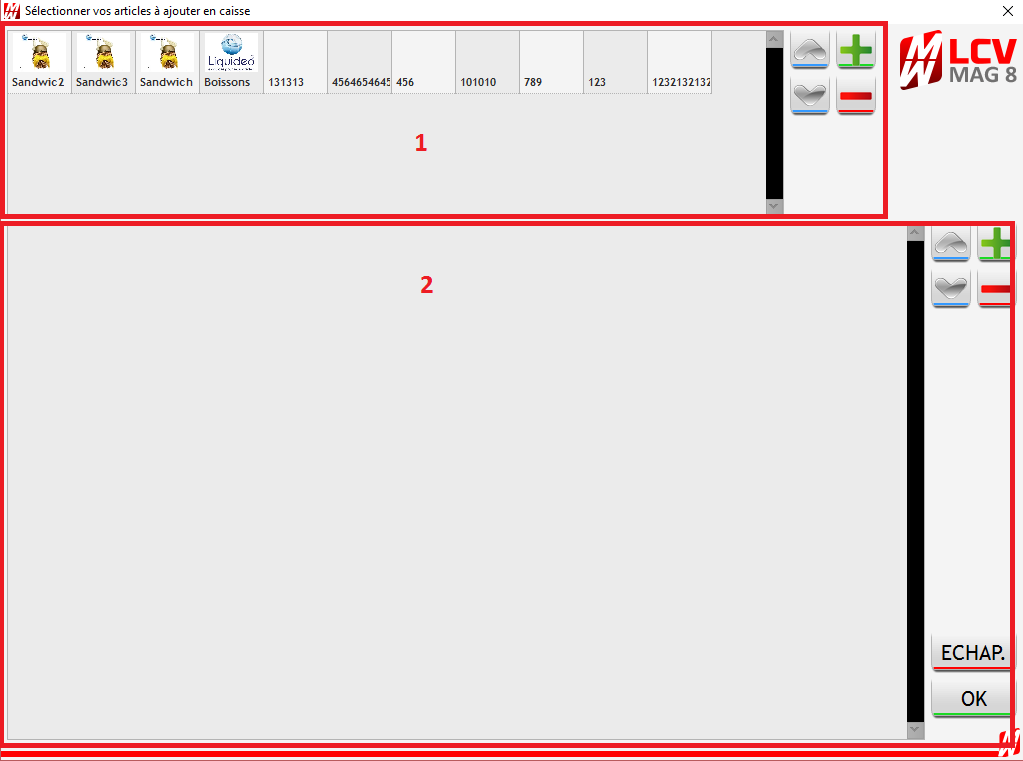 Sélectionner vos articles à ajouter en caisse
LCV
MAG 8
Liquideo
Sandwic2 Sandwic3 Sandwich Boissons 131313 4564654645 456 101010 789 123 1232132132
1
2
ECHAP.
OK